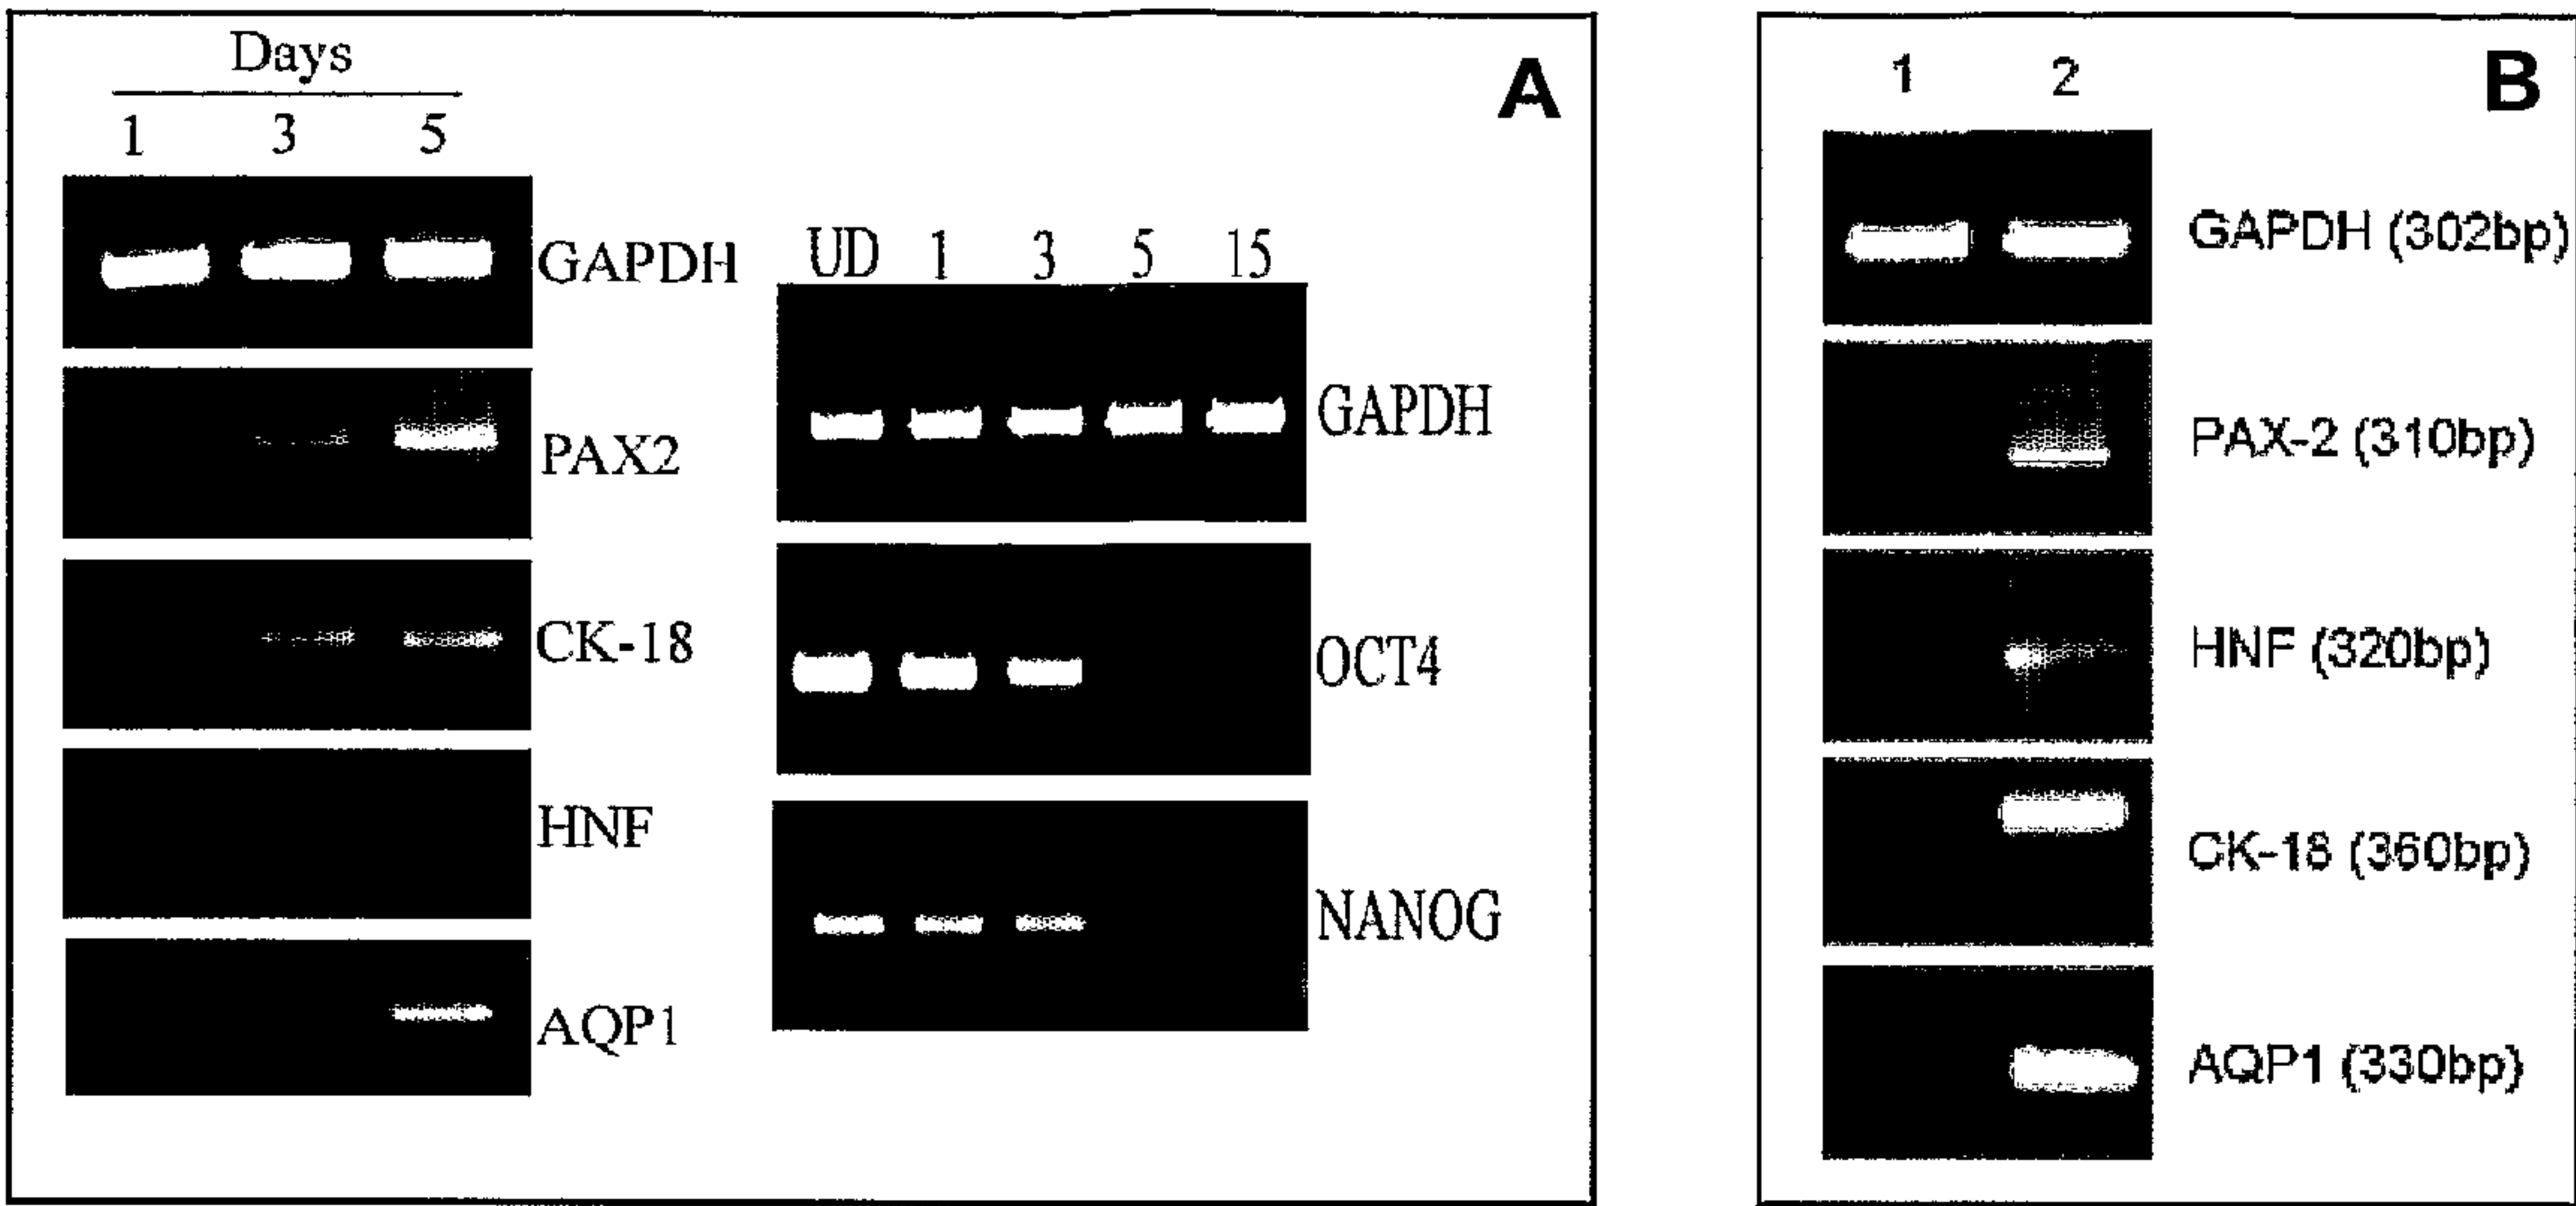 A
Days
1 3 5
GAPDH
PAX2
CK-18
HNF
AQP1
UD 1 3 5 15
GAPDH
OCT4
NANOG
B
1 2
GAPDH (302bp)
PAX-2 (310bp)
HNF (320bp)
CK-18 (360bp)
AQP1 (330bp)